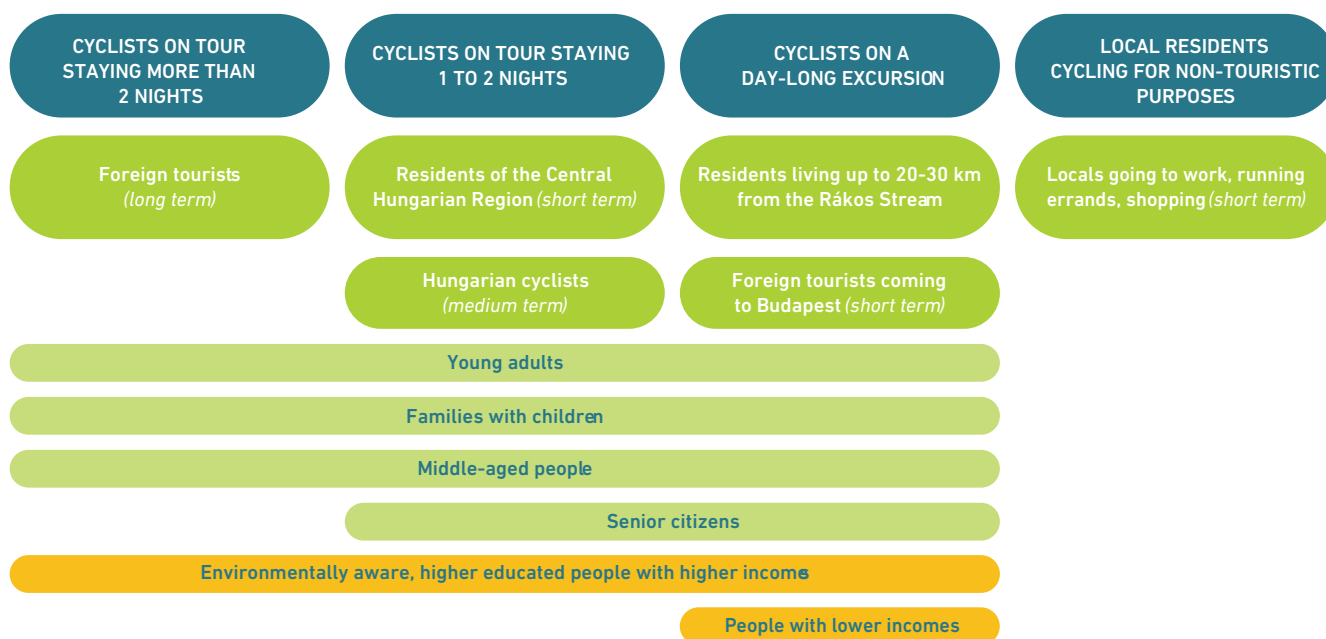 CYCLISTS ON TOUR
STAYING MORE THAN
2 NIGHTS
CYCLISTS ON TOUR STAYING
1 TO 2 NIGHTS
CYCLISTS ON A
DAY-LONG EXCURSION
LOCAL RESIDENTS
CYCLING FOR NON-TOURISTIC
PURPOSES
Foreign tourists
(long term)
Residents of the Central
Hungarian Region (short term)
Residents living up to 20-30 km
from the Rákos Stream
Locals going to work, running
errands, shopping (short term)
Hungarian cyclists
(medium term)
Foreign tourists coming
to Budapest (short term)
Young adults
Families with children
Middle-aged people
Senior citizens
Environmentally aware, higher educated people with higher incomes
People with lower incomes